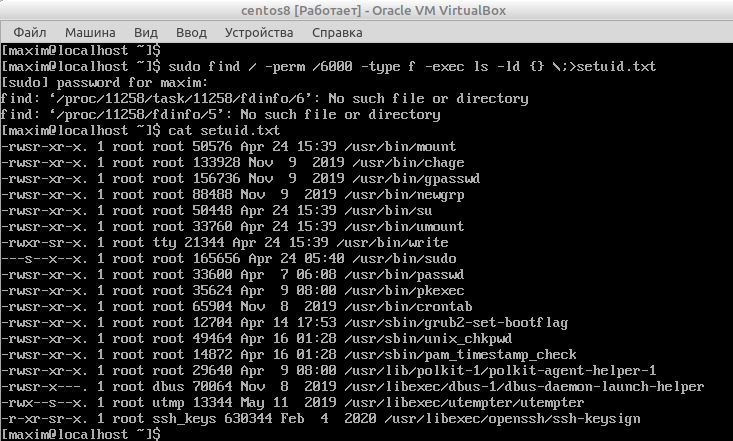 centos8 [Работает] - Oracle VM VirtualBox
Файл Машина Вид Ввод Устройства Справка
[maxim@localhost ~]$
[maxim@localhost ~]$ sudo find / -perm /6000 -type f -exec ls -ld {} \;>setuid.txt
[sudo] password for maxim:
find: ‘/proc/11258/task/11258/fdinfo/6’: No such file or directory
find: ‘/proc/11258/fdinfo/5’: No such file or directory
[maxim@localhost ~]$ cat setuid.txt
-rwsr-xr-x. 1 root root 50576 Apr 24 15:39 /usr/bin/mount
-rwsr-xr-x. 1 root root 133928 Nov  9  2019 /usr/bin/chage
-rwsr-xr-x. 1 root root 156736 Nov  9  2019 /usr/bin/gpasswd
-rwsr-xr-x. 1 root root 88488 Nov  9  2019 /usr/bin/newgrp
-rwsr-xr-x. 1 root root 50448 Apr 24 15:39 /usr/bin/su
-rwsr-xr-x. 1 root root 33760 Apr 24 15:39 /usr/bin/umount
-rwxr-sr-x. 1 root tty 21344 Apr 24 15:39 /usr/bin/write
---s--x--x. 1 root root 165656 Apr 24 05:40 /usr/bin/sudo
-rwsr-xr-x. 1 root root 33600 Apr  7 06:08 /usr/bin/passwd
-rwsr-xr-x. 1 root root 35624 Apr  9 08:00 /usr/bin/pkexec
-rwsr-xr-x. 1 root root 65904 Nov  8  2019 /usr/bin/crontab
-rwsr-xr-x. 1 root root 12704 Apr 14 17:53 /usr/sbin/grub2-set-bootflag
-rwsr-xr-x. 1 root root 49464 Apr 16 01:28 /usr/sbin/unix_chkpwd
-rwsr-xr-x. 1 root root 14872 Apr 16 01:28 /usr/sbin/pam_timestamp_check
-rwsr-xr-x. 1 root root 29640 Apr  9 08:00 /usr/lib/polkit-1/polkit-agent-helper-1
-rwsr-x---. 1 root dbus 70064 Nov  8  2019 /usr/libexec/dbus-1/dbus-daemon-launch-helper
-rwx--s--x. 1 root utmp 13344 May 11  2019 /usr/libexec/utempter/utempter
-r-xr-sr-x. 1 root ssh_keys 630344 Feb  4  2020 /usr/libexec/openssh/ssh-keysign
[maxim@localhost ~]$